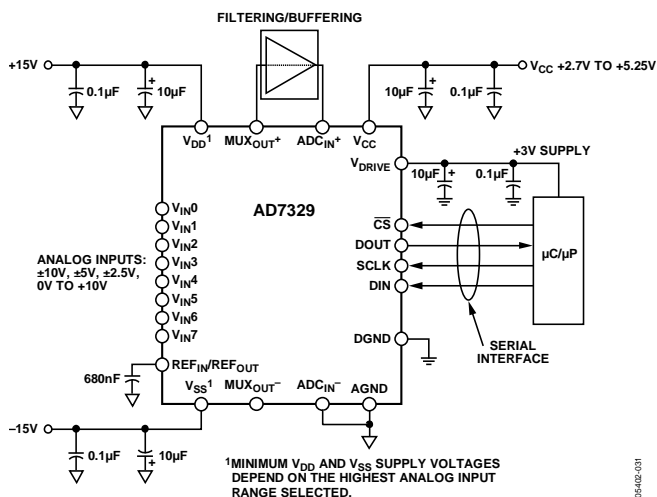 FILTERING/BUFFERING
+15V
0.1µF
10µF
+
VCC +2.7V TO +5.25V
10µF
+
0.1µF
VDD1
MUXOUT+
ADCIN+
VCC
VDRIVE
+3V SUPPLY
10µF
+
0.1µF
AD7329
VIN0
VIN1
VIN2
VIN3
VIN4
VIN5
VIN6
VIN7
ANALOG INPUTS:
±10V, ±5V, ±2.5V,
0V TO +10V
CS
DOUT
SCLK
DIN
µC/µP
DGND
SERIAL
INTERFACE
REFIN/REFOUT
680nF
VSS1
MUXOUT–
ADCIN–
AGND
–15V
0.1µF
10µF
+
1MINIMUM VDD AND VSS SUPPLY VOLTAGES
DEPEND ON THE HIGHEST ANALOG INPUT
RANGE SELECTED.
05402-031